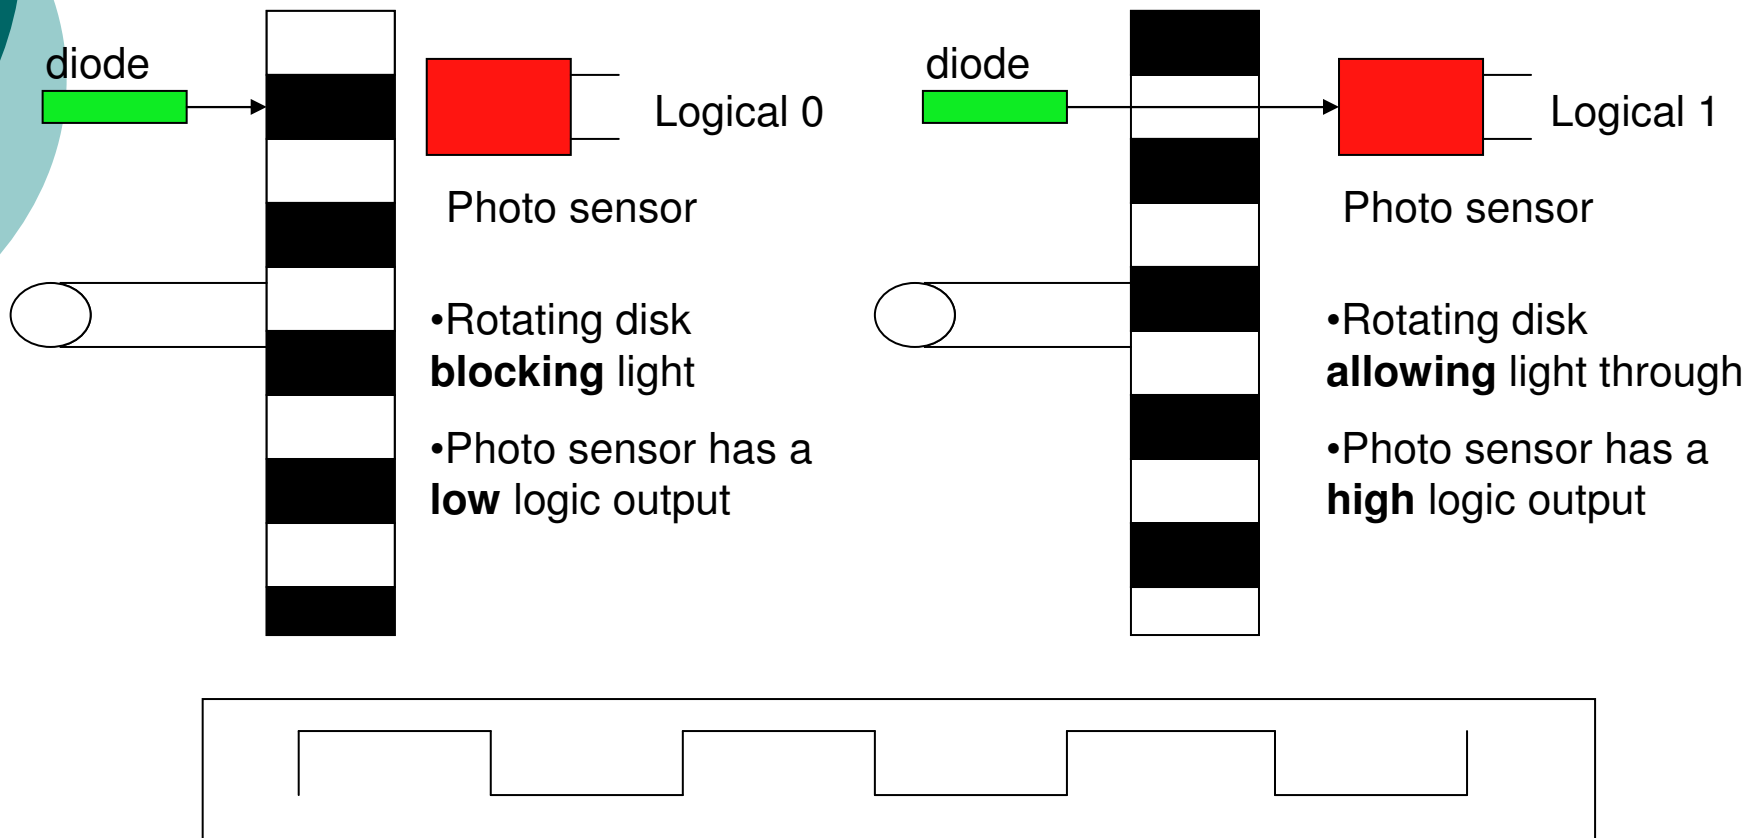 diode
Logical 0
Photo sensor
•Rotating disk
blocking light
•Photo sensor has a
low logic output
diode
Logical 1
Photo sensor
•Rotating disk
allowing light through
•Photo sensor has a
high logic output